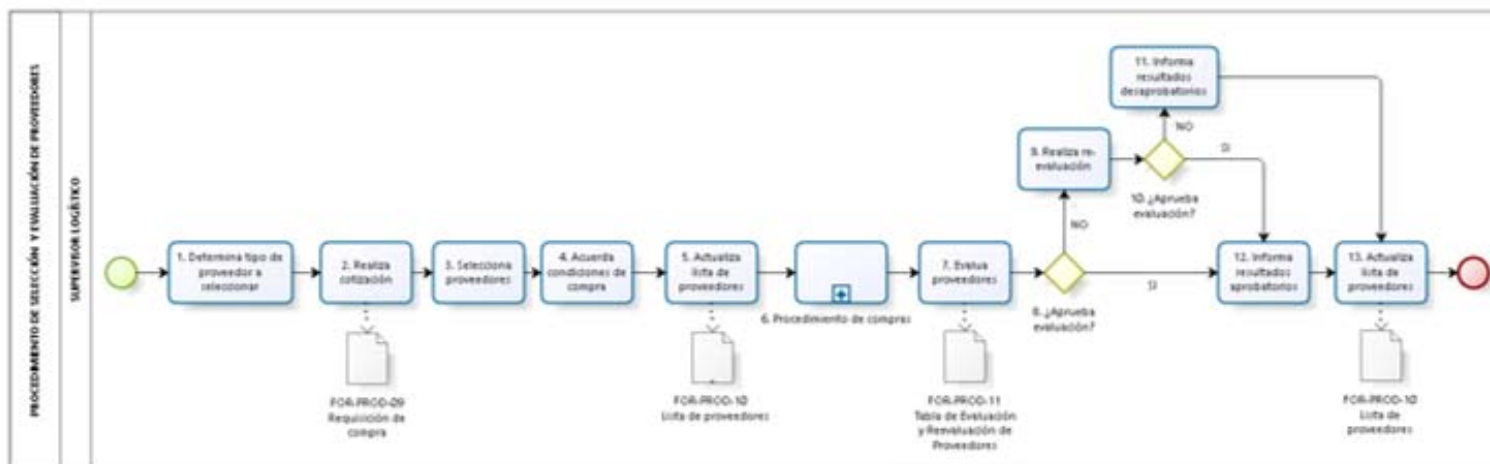 PROCEDIMIENTO DE SELECCIÓN Y EVALUACIÓN DE PROVEEDORES
SUPERVISOR LOGÍSTICO
1. Determina tipo de
proveedor a
seleccionar
2. Realiza
cotización
3. Selecciona
proveedores
4. Acuerda
condiciones de
compra
5. Actualiza
lista de
proveedores
6. Procedimiento de compras
7. Evalua
proveedores
8. ¿Aprueba
evaluación?
NO
SI
9. Realiza re-
evaluación
10. ¿Aprueba
evaluación?
NO
SI
11. Informa
resultados
desaprobatorios
12. Informa
resultados
aprobatorios
13. Actualiza
lista de
proveedores
FOR-PROD-09
Requisición de
compra
FOR-PROD-10
Lista de proveedores
FOR-PROD-11
Tabla de Evaluación
y Reevaluación de
Proveedores
FOR-PROD-10
Lista de
proveedores